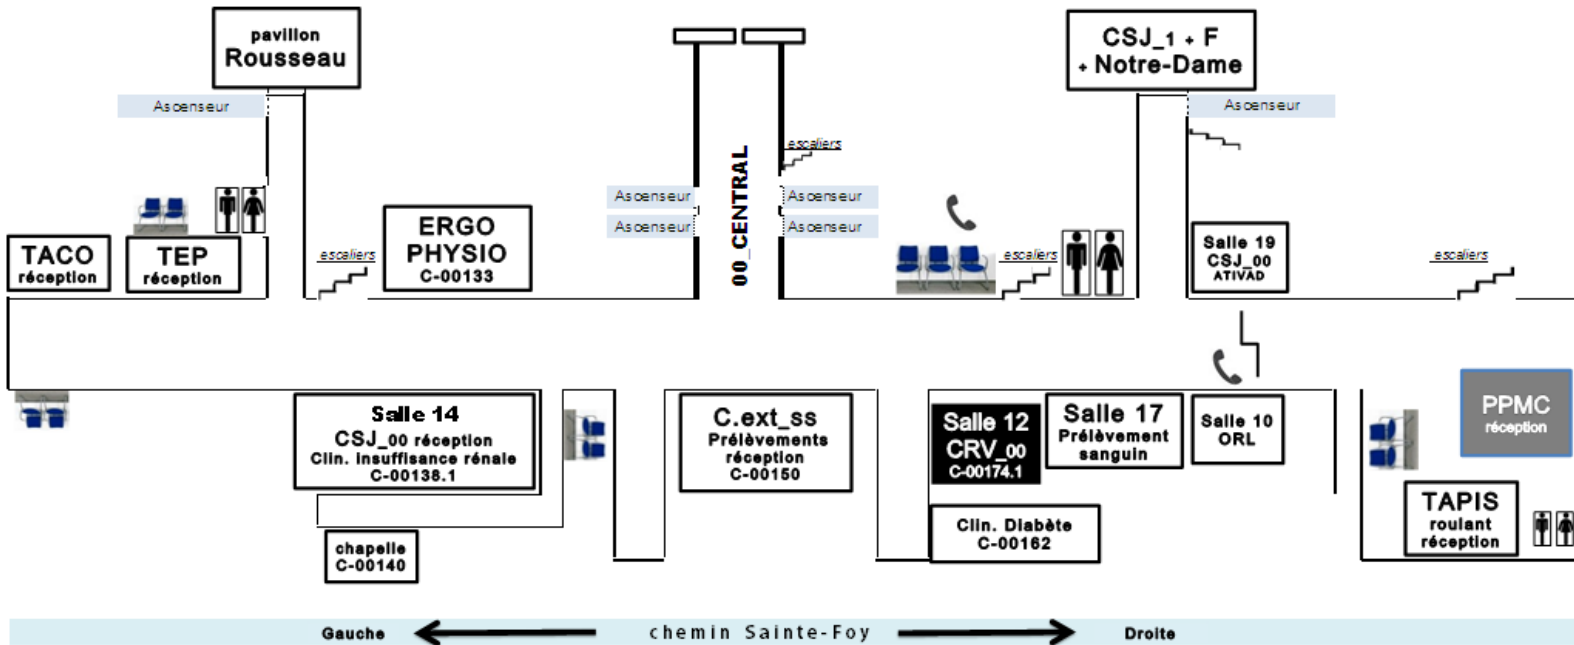 pavillon
Rousseau
CSJ_1 + F
+ Notre-Dame
Ascenseur
Ascenseur
escaliers
00_CENTRAL
Ascenseur
Ascenseur
Ascenseur
Ascenseur
TACO
réception
TEP
réception
escaliers
ERGO
PHYSIO
C-00133
escaliers
Salle 19
CSJ_00
ATIVAD
escaliers
Salle 14
CSJ_00 réception
Clin. insuffisance rénale
C-00138.1
C.ext_ss
Prélèvements
réception
C-00150
Salle 12
CRV_00
C-00174.1
Salle 17
Prélèvement
sanguin
Salle 10
ORL
PPMC
réception
chapelle
C-00140
Clin. Diabète
C-00162
TAPIS
roulant
réception
Gauche
chemin Sainte-Foy
Droite